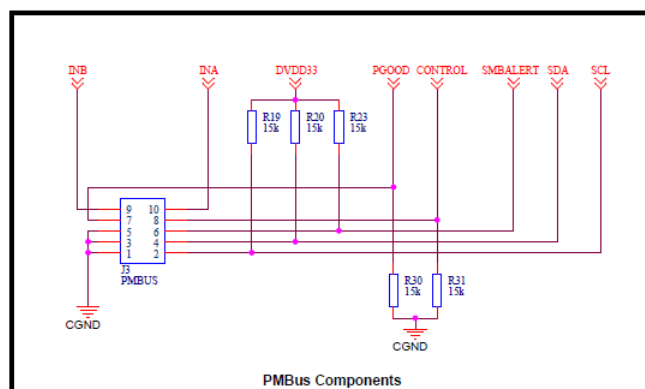 INB INA DVDD33 PGOOD CONTROL SMBALERT SDA SCL
R19 R20 R23
15k 15k 15k
9 10
7 8
5 6
3 4
1 2
J3
PMBUS
R30 R31
15k 15k
CGND
CGND
PMBus Components